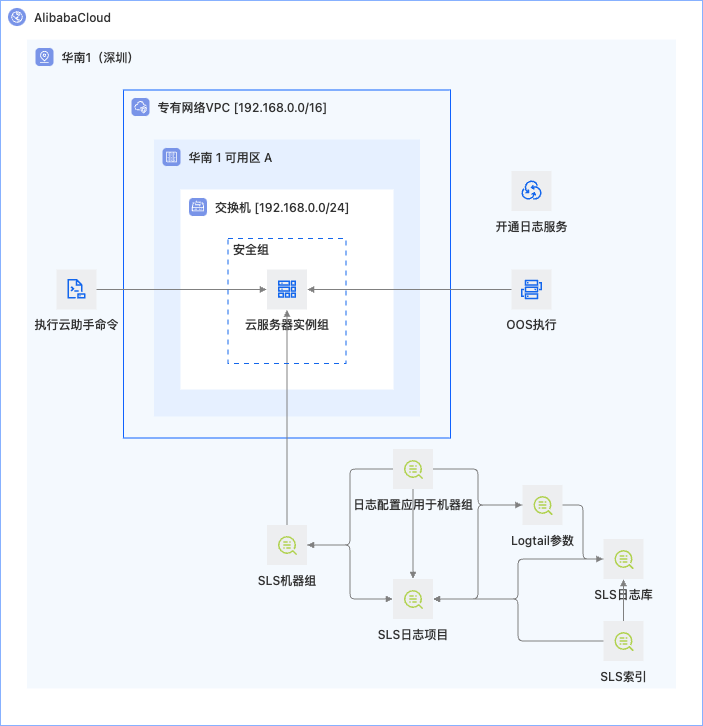 AlibabaCloud
华南1（深圳）
专有网络VPC [192.168.0.0/16]
华南 1 可用区 A
交换机 [192.168.0.0/24]
开通日志服务
安全组
执行云助手命令
云服务器实例组
OOS执行
日志配置应用于机器组
Logtail参数
SLS机器组
SLS日志库
SLS日志项目
SLS索引